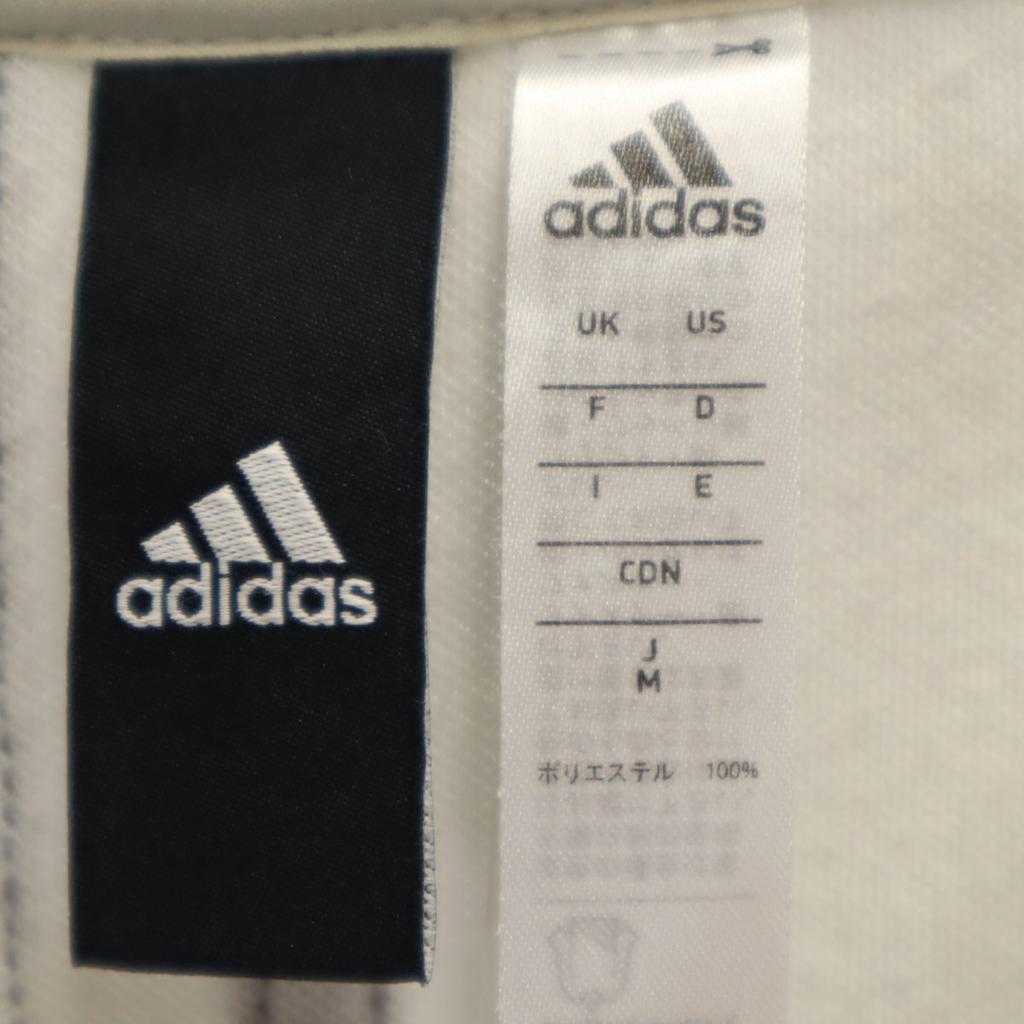 adidas
adidas
UK US
F D
I E
CDN
J
M
ポリエステル 100%